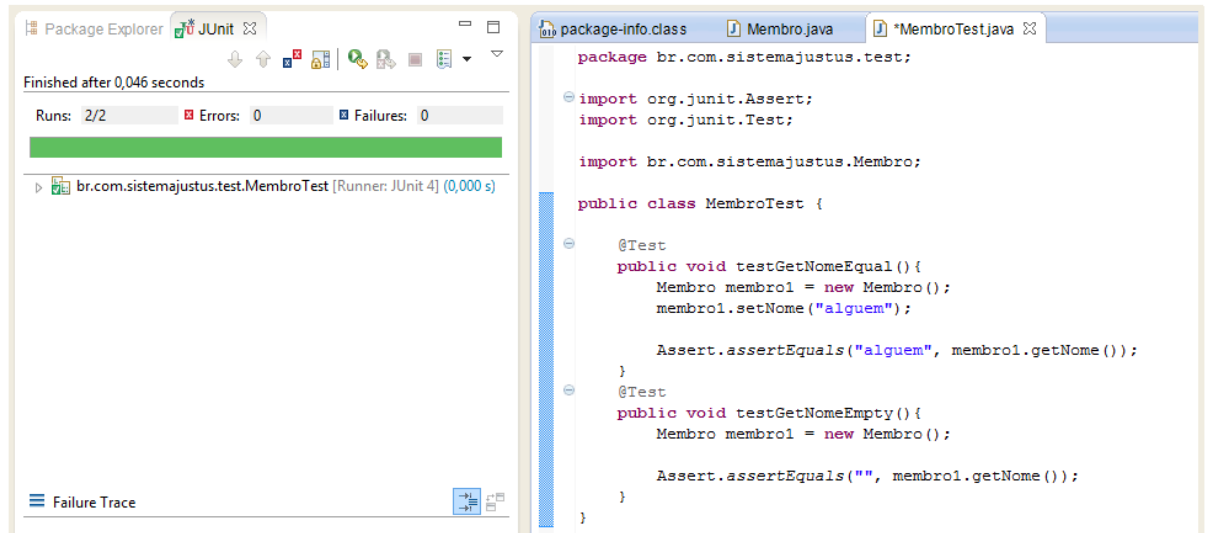 Package Explorer JUnit
Finished after 0,046 seconds
Runs: 2/2 Errors: 0 Failures: 0
br.com.sistemajustus.test.MembroTest [Runner: JUnit 4] (0,000 s)
Failure Trace
package-info.class Membro.java *MembroTest.java
package br.com.sistemajustus.test;
import org.junit.Assert;
import org.junit.Test;
import br.com.sistemajustus.Membro;
public class MembroTest {
@Test
public void testGetNomeEqual(){
Membro membro1 = new Membro();
membro1.setNome("alguem");
Assert.assertEquals("alguem", membro1.getNome());
}
@Test
public void testGetNomeEmpty(){
Membro membro1 = new Membro();
Assert.assertEquals("", membro1.getNome());
}
}